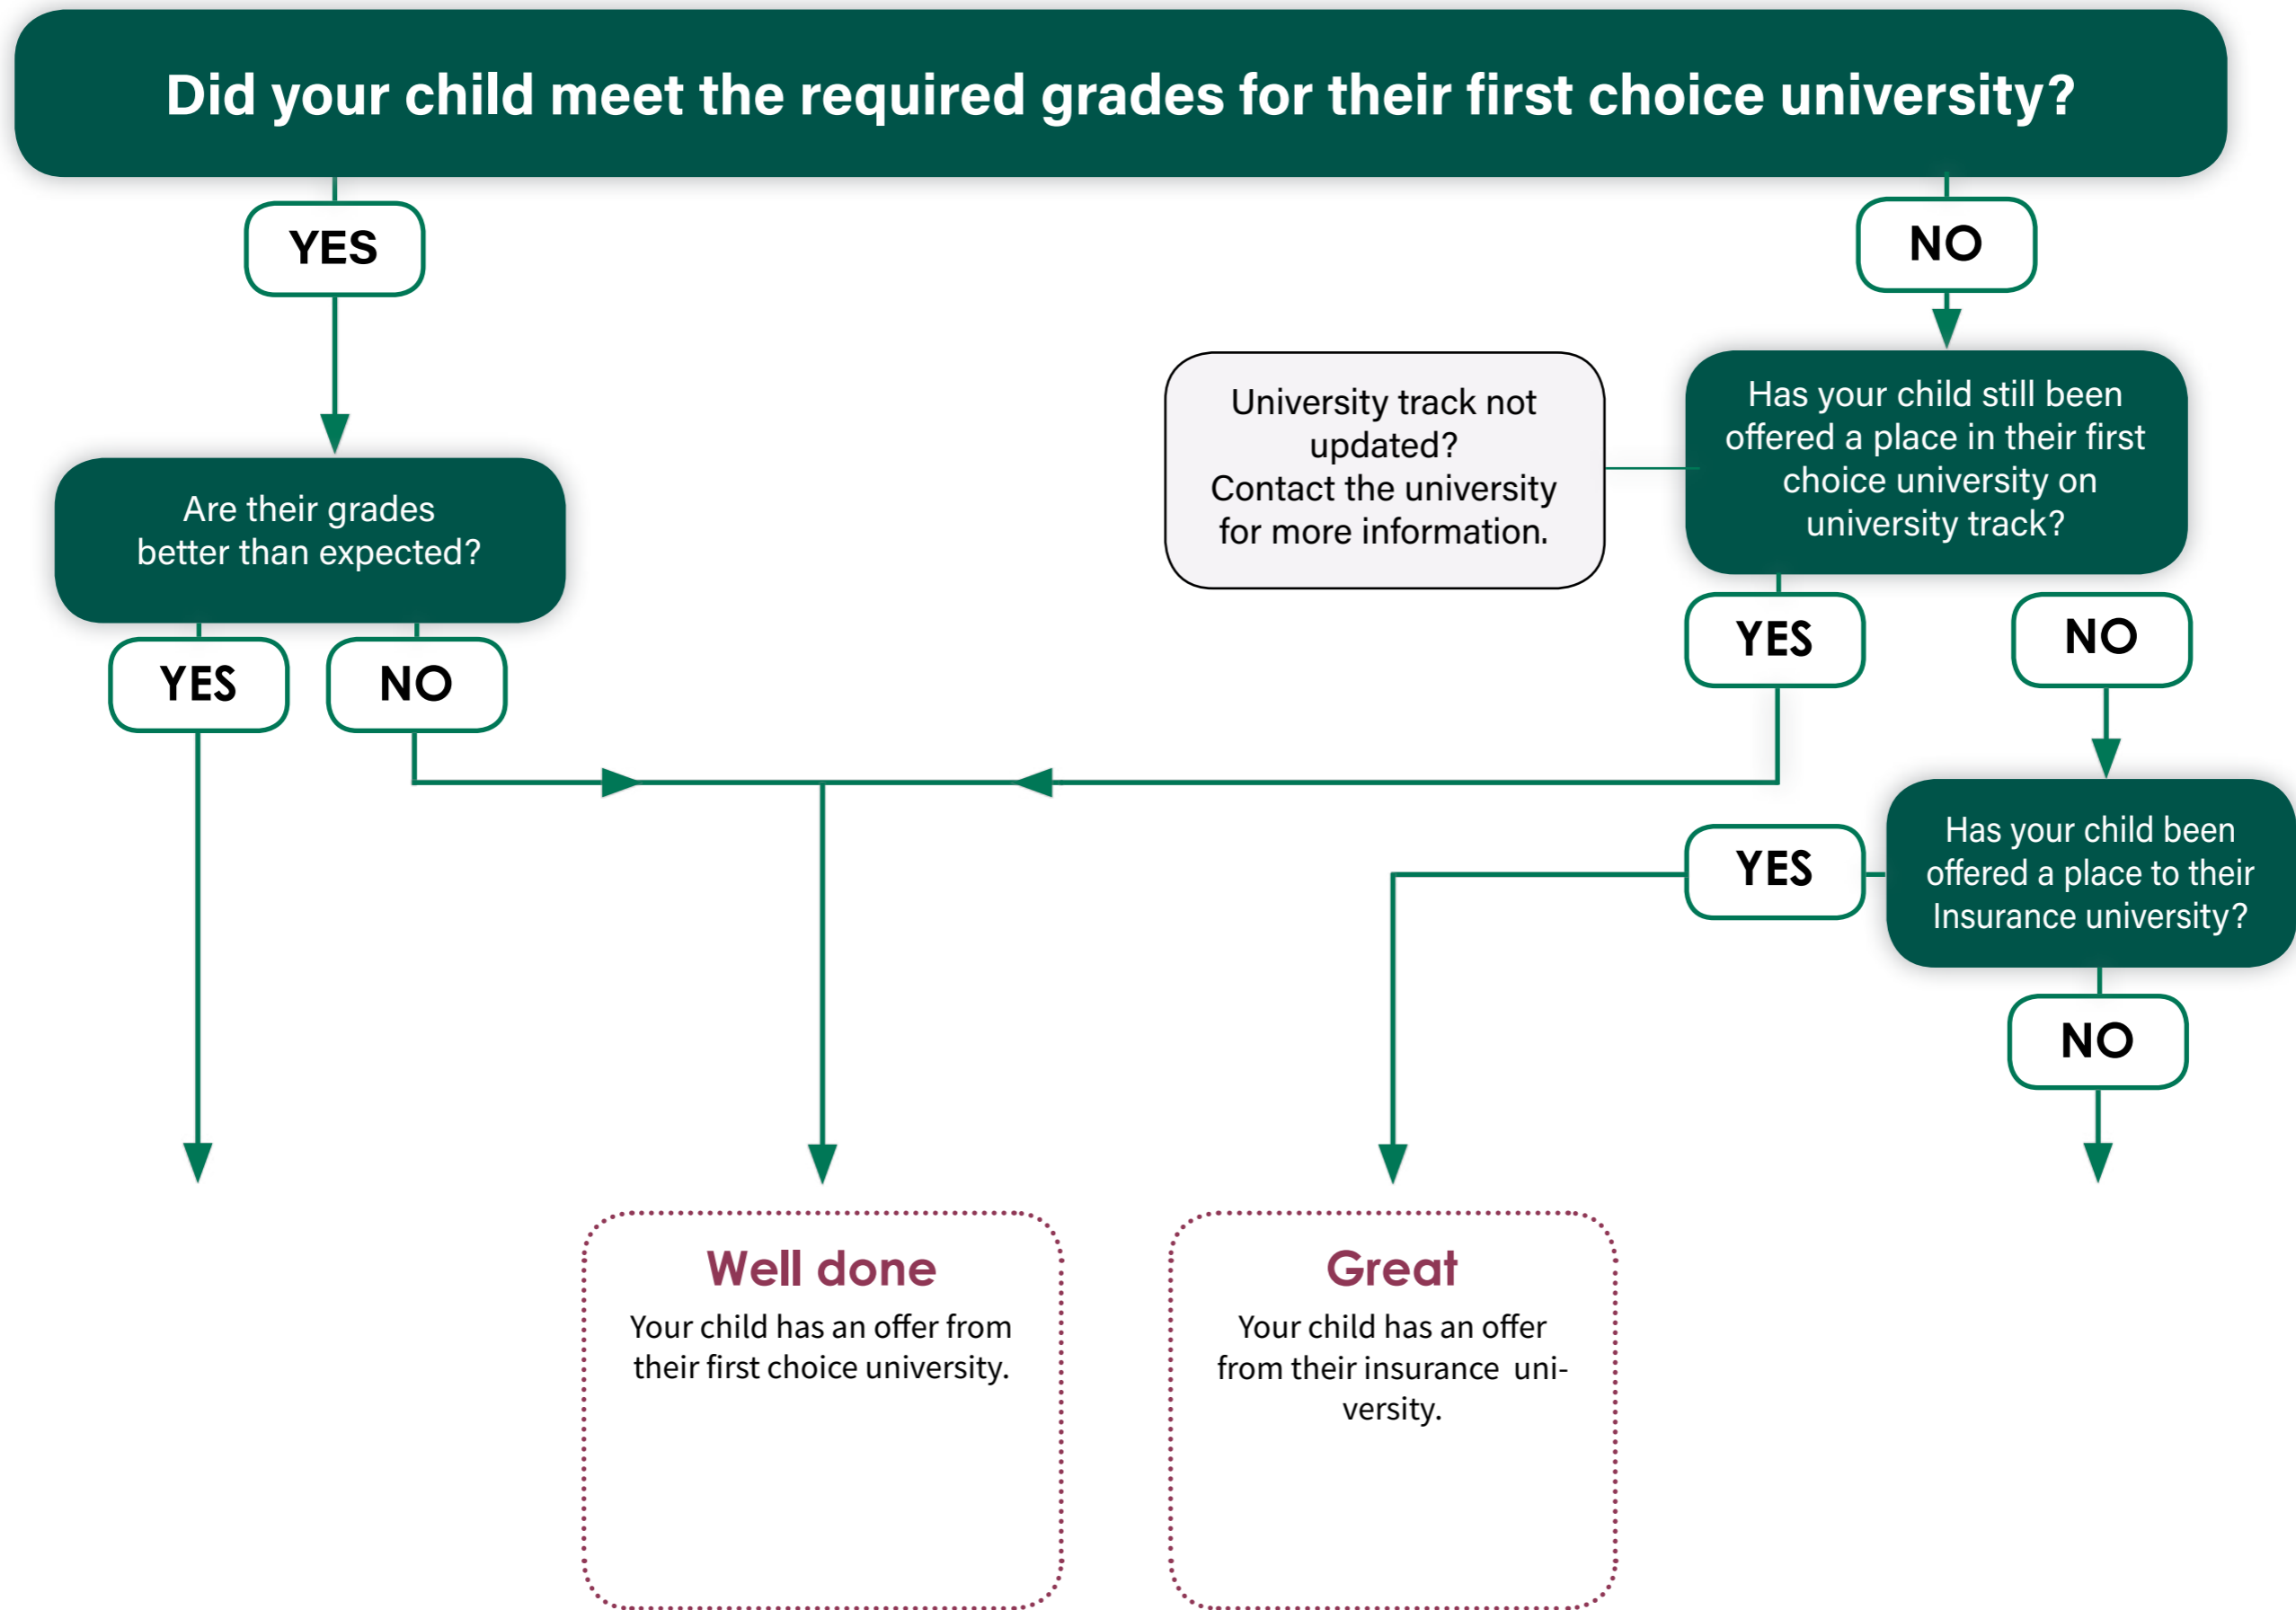 Did your child meet the required grades for their first choice university?
YES
NO
University track not
updated?
Contact the university
for more information.
Has your child still been
offered a place in their first
choice university on
university track?
Are their grades
better than expected?
YES
NO
YES
NO
YES
Has your child been
offered a place to their
Insurance university?
NO
Well done
Your child has an offer from
their first choice university.
Great
Your child has an offer
from their insurance  uni-
versity.